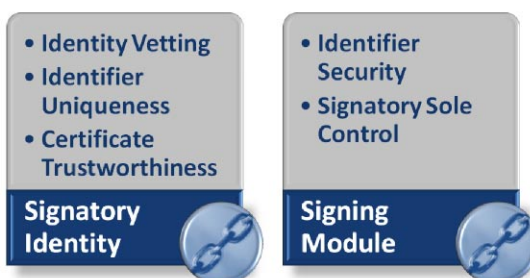 • Identity Vetting
• Identifier
Uniqueness
• Certificate
Trustworthiness
Signatory
Identity
• Identifier
Security
• Signatory Sole
Control
Signing
Module